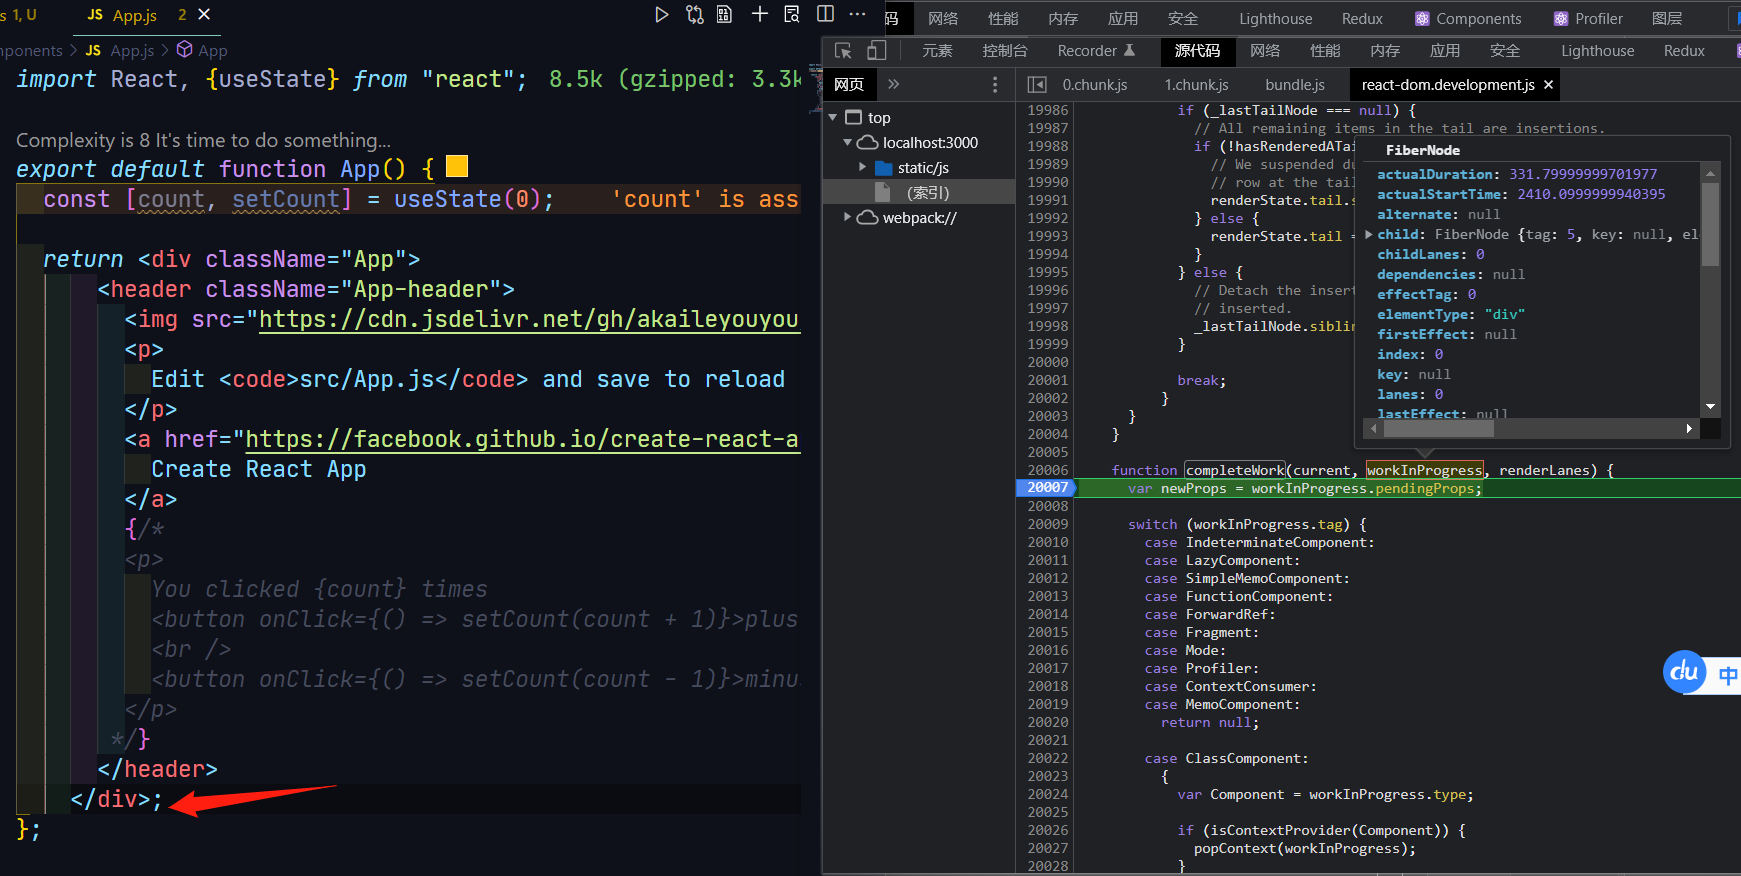 s 1, U
JS App.js 2 ×
mponents > JS App.js > App
import React, {useState} from "react"; 8.5k (gzipped: 3.3k
Complexity is 8 It's time to do something...
export default function App() {
const [count, setCount] = useState(0); 'count' is ass
return <div className="App">
<header className="App-header">
<img src="https://cdn.jsdelivr.net/gh/akaileyouyou
<p>
Edit <code>src/App.js</code> and save to reload
</p>
<a href="https://facebook.github.io/create-react-a
Create React App
</a>
{/*
<p>
You clicked {count} times
<button onClick={() => setCount(count + 1)}>plus
<br />
<button onClick={() => setCount(count - 1)}>minu
</p>
*/}
</header>
</div>;
};
码 网络 性能 内存 应用 安全 Lighthouse Redux Components Profiler 图层
元素 控制台 Recorder 源代码 网络 性能 内存 应用 安全 Lighthouse Redux
网页 »
0.chunk.js 1.chunk.js bundle.js react-dom.development.js ×
top
localhost:3000
static/js
(索引)
webpack://
19986 if (_lastTailNode === null) {
19987 // All remaining items in the tail are insertions.
19988 if (!hasRenderedATai
19989 // We suspended du
19990 // row at the tail
19991 renderState.tail.s
19992 } else {
19993 renderState.tail =
19994 }
19995 } else {
19996 // Detach the insert
19997 // inserted.
19998 _lastTailNode.siblin
19999 }
20000
20001 break;
20002 }
20003 }
20004 }
20005
20006 function completeWork(current, workInProgress, renderLanes) {
20007 var newProps = workInProgress.pendingProps;
20008
20009 switch (workInProgress.tag) {
20010 case IndeterminateComponent:
20011 case LazyComponent:
20012 case SimpleMemoComponent:
20013 case FunctionComponent:
20014 case ForwardRef:
20015 case Fragment:
20016 case Mode:
20017 case Profiler:
20018 case ContextConsumer:
20019 case MemoComponent:
20020 return null;
20021
20022 case ClassComponent:
20023 {
20024 var Component = workInProgress.type;
20025
20026 if (isContextProvider(Component)) {
20027 popContext(workInProgress);
20028 }
FiberNode
actualDuration: 331.79999999701977
actualStartTime: 2410.0999999940395
alternate: null
child: FiberNode {tag: 5, key: null, el
childLanes: 0
dependencies: null
effectTag: 0
elementType: "div"
firstEffect: null
index: 0
key: null
lanes: 0
lastEffect: null
du 中